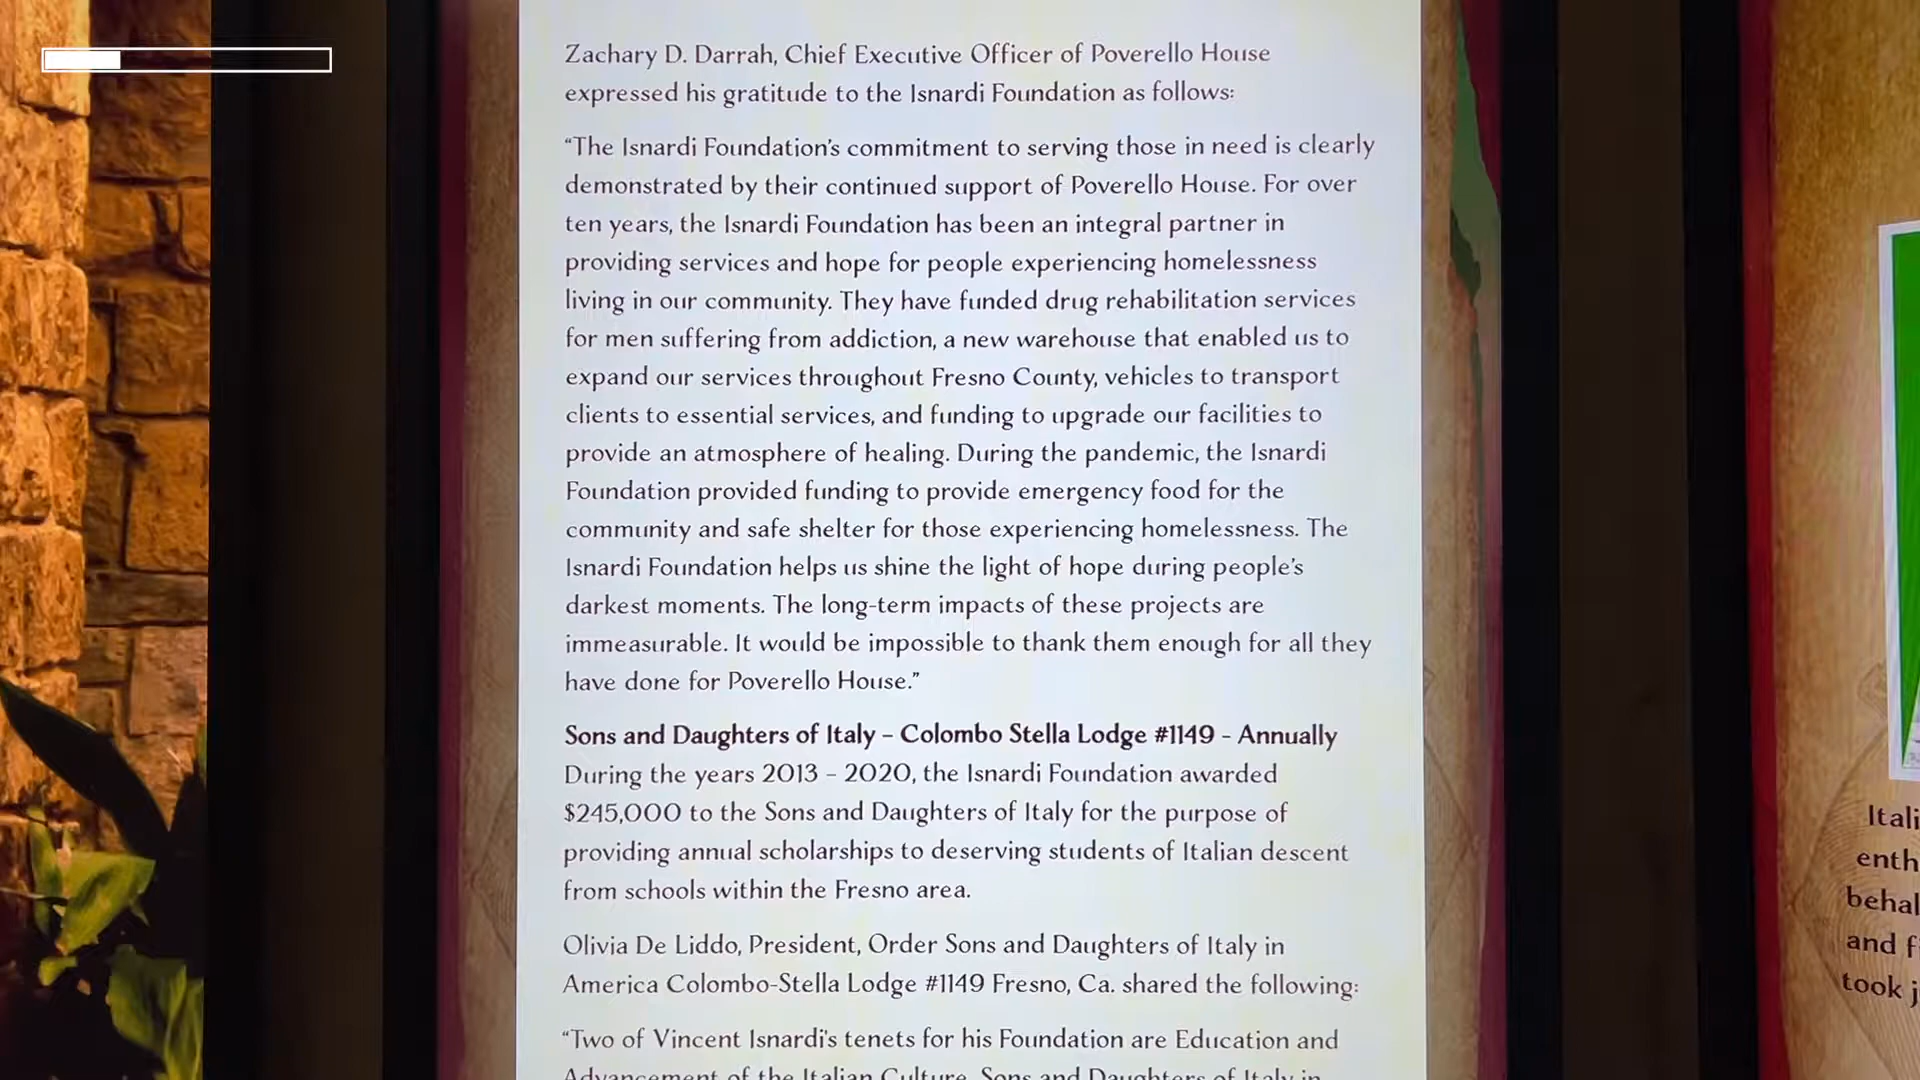 Zachary D. Darrah, Chief Executive Officer of Poverello House
expressed his gratitude to the Isnardi Foundation as follows:
“The Isnardi Foundation’s commitment to serving those in need is clearly
demonstrated by their continued support of Poverello House. For over
ten years, the Isnardi Foundation has been an integral partner in
providing services and hope for people experiencing homelessness
living in our community. They have funded drug rehabilitation services
for men suffering from addiction, a new warehouse that enabled us to
expand our services throughout Fresno County, vehicles to transport
clients to essential services, and funding to upgrade our facilities to
provide an atmosphere of healing. During the pandemic, the Isnardi
Foundation provided funding to provide emergency food for the
community and safe shelter for those experiencing homelessness. The
Isnardi Foundation helps us shine the light of hope during people’s
darkest moments. The long-term impacts of these projects are
immeasurable. It would be impossible to thank them enough for all they
have done for Poverello House.”
Sons and Daughters of Italy – Colombo Stella Lodge #1149 - Annually
During the years 2013 – 2020, the Isnardi Foundation awarded
$245,000 to the Sons and Daughters of Italy for the purpose of
providing annual scholarships to deserving students of Italian descent
from schools within the Fresno area.
Olivia De Liddo, President, Order Sons and Daughters of Italy in
America Colombo-Stella Lodge #1149 Fresno, Ca. shared the following:
“Two of Vincent Isnardi’s tenets for his Foundation are Education and
Advancement of the Italian Culture. Sons and Daughters of Italy in
Itali
enth
behal
and f
took j